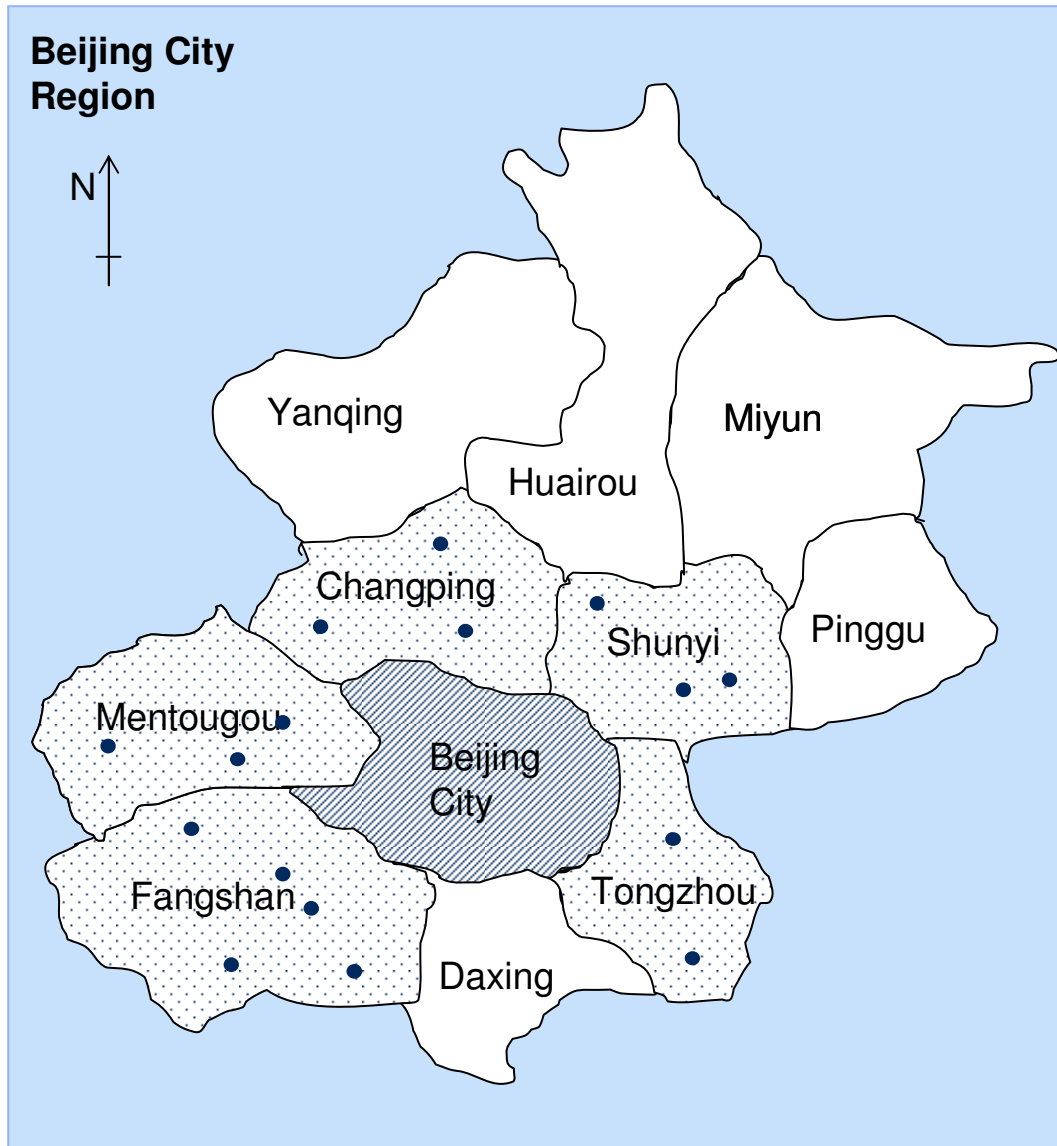 Beijing City
Region
N
Yanqing
Miyun
Huairou
Changping
Pinggu
Shunyi
Mentougou
Beijing
City
Fangshan
Tongzhou
Daxing